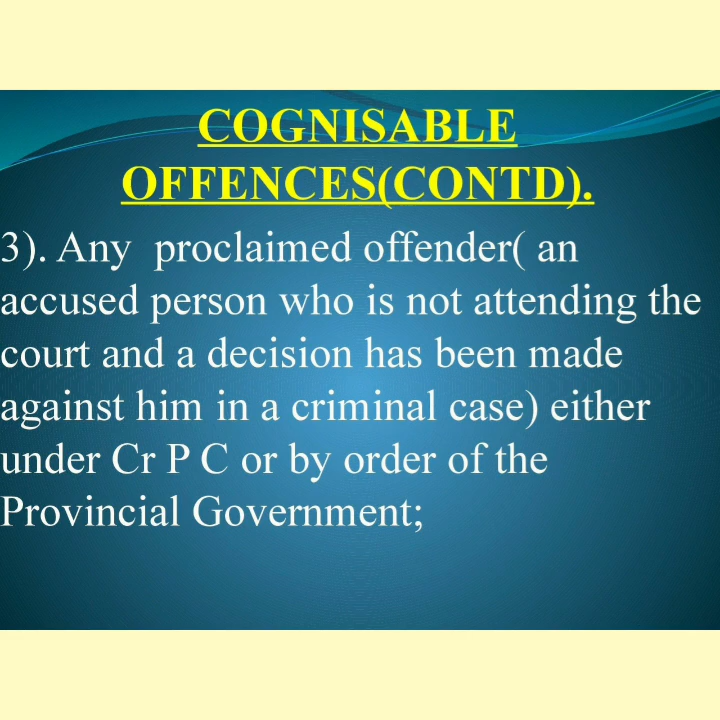 COGNISABLE
OFFENCES(CONTD).
3). Any  proclaimed offender( an
accused person who is not attending the
court and a decision has been made
against him in a criminal case) either
under Cr P C or by order of the
Provincial Government;